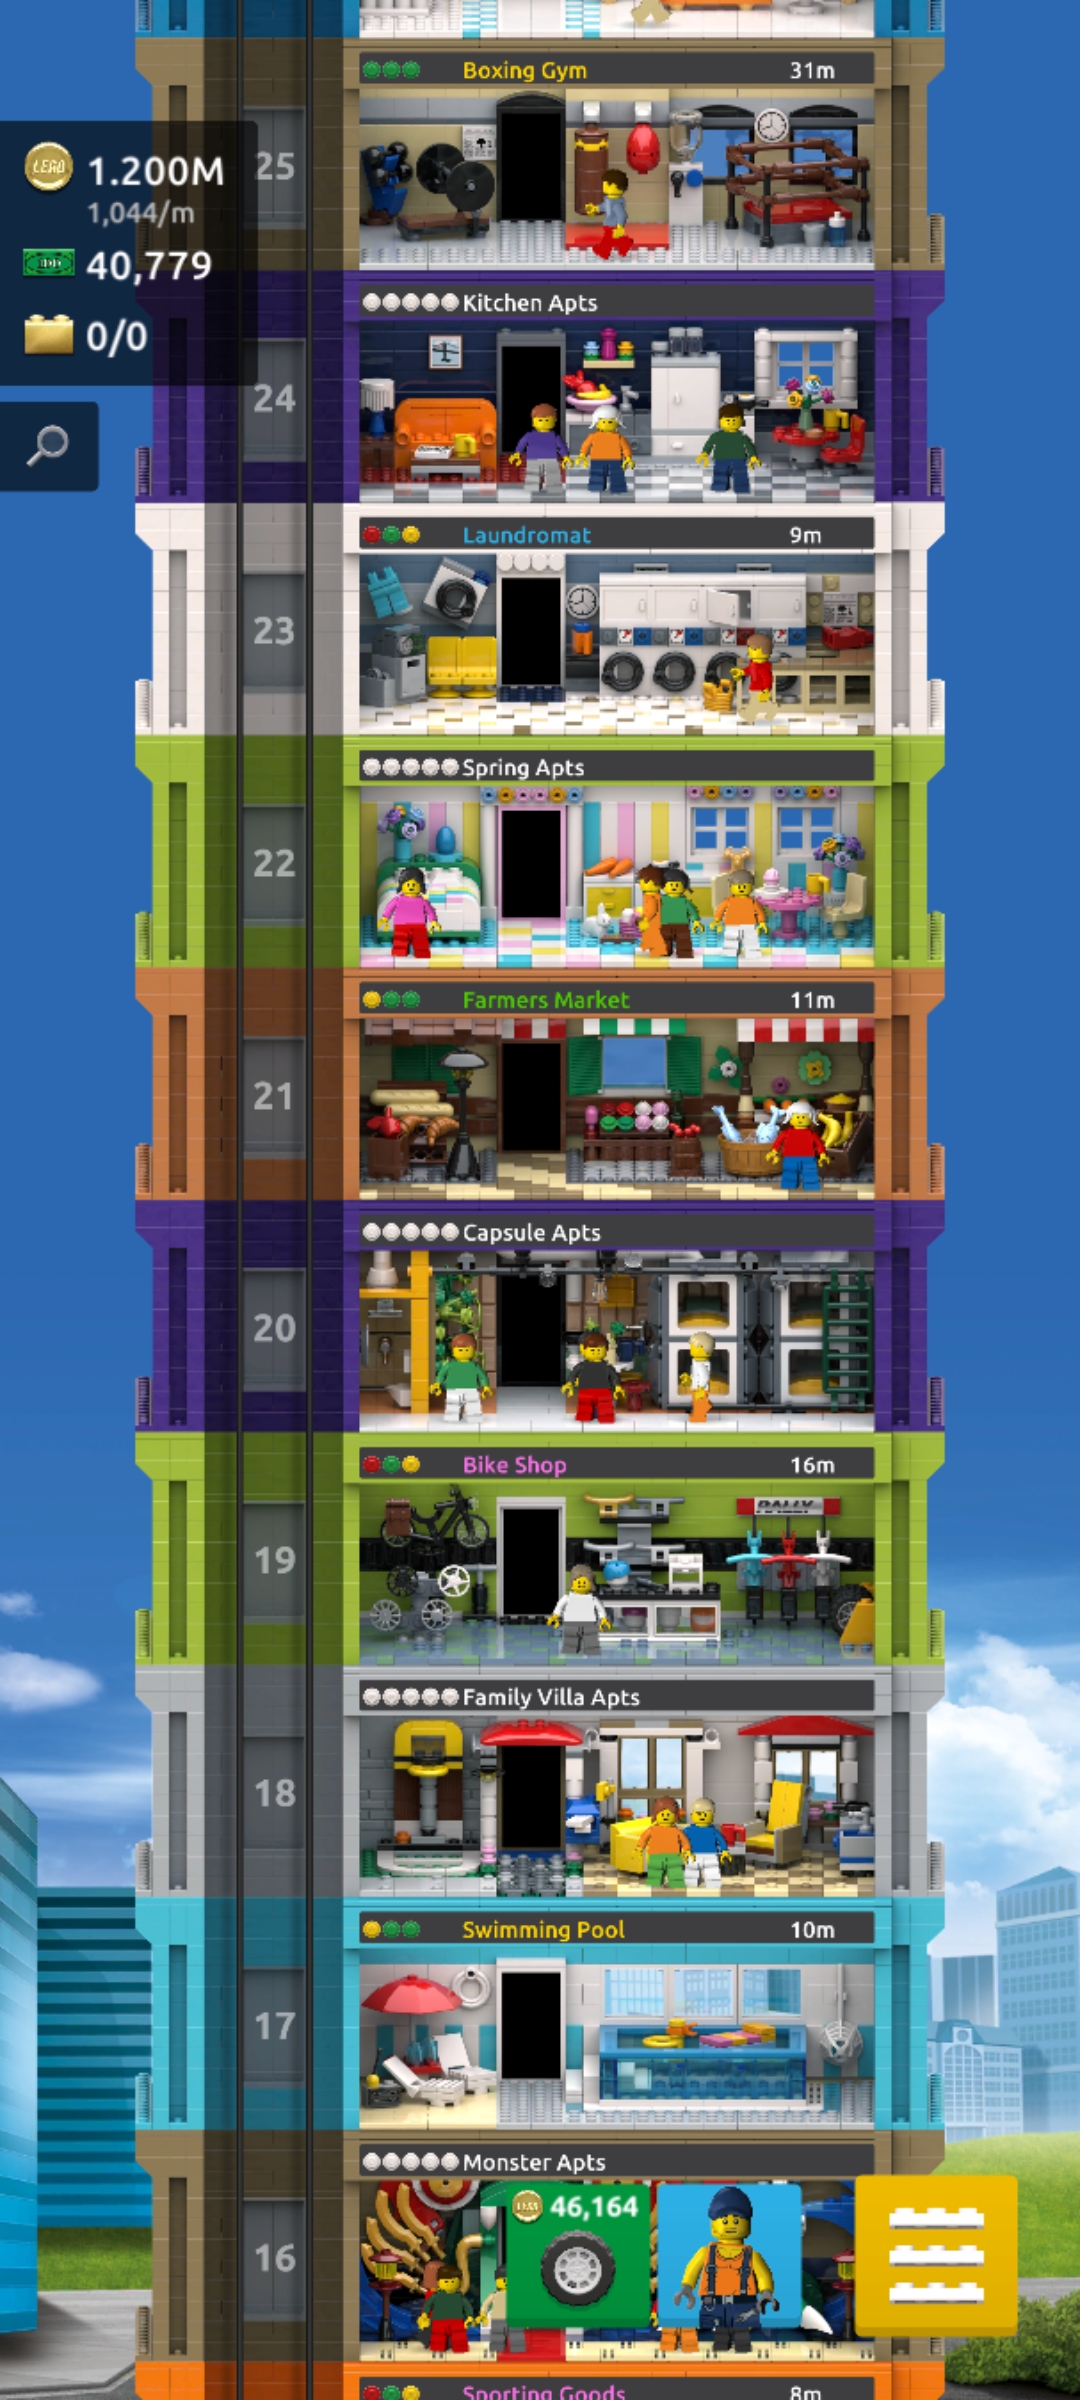 Boxing Gym 31m
25
LEGO 1.200M
1,044/m
40,779
0/0
Kitchen Apts
24
Laundromat 9m
23
Spring Apts
22
Farmers Market 11m
21
Capsule Apts
20
Bike Shop 16m
RALLY
19
Family Villa Apts
18
Swimming Pool 10m
17
Monster Apts
46,164
16
Sporting Goods 8m